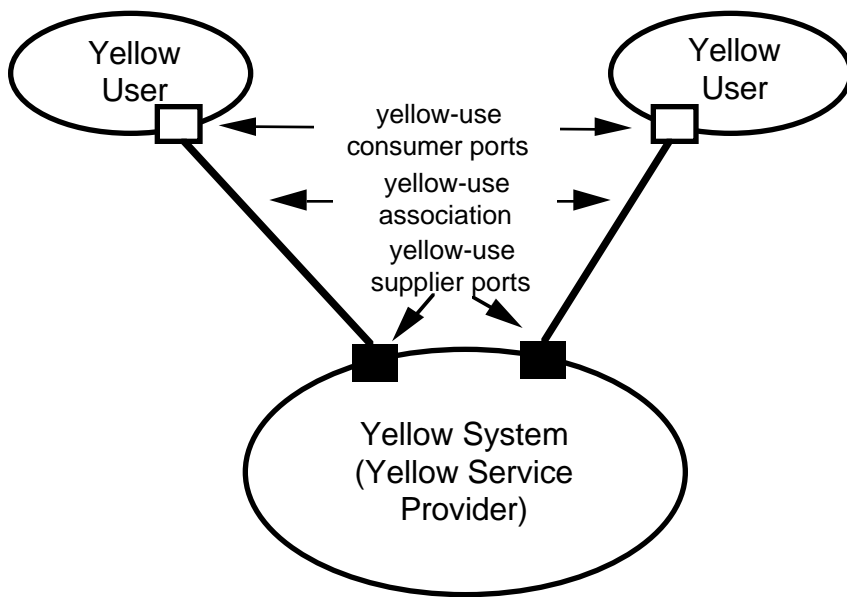 Yellow
User
Yellow
User
yellow-use
consumer ports
yellow-use
association
yellow-use
supplier ports
Yellow System
(Yellow Service
Provider)